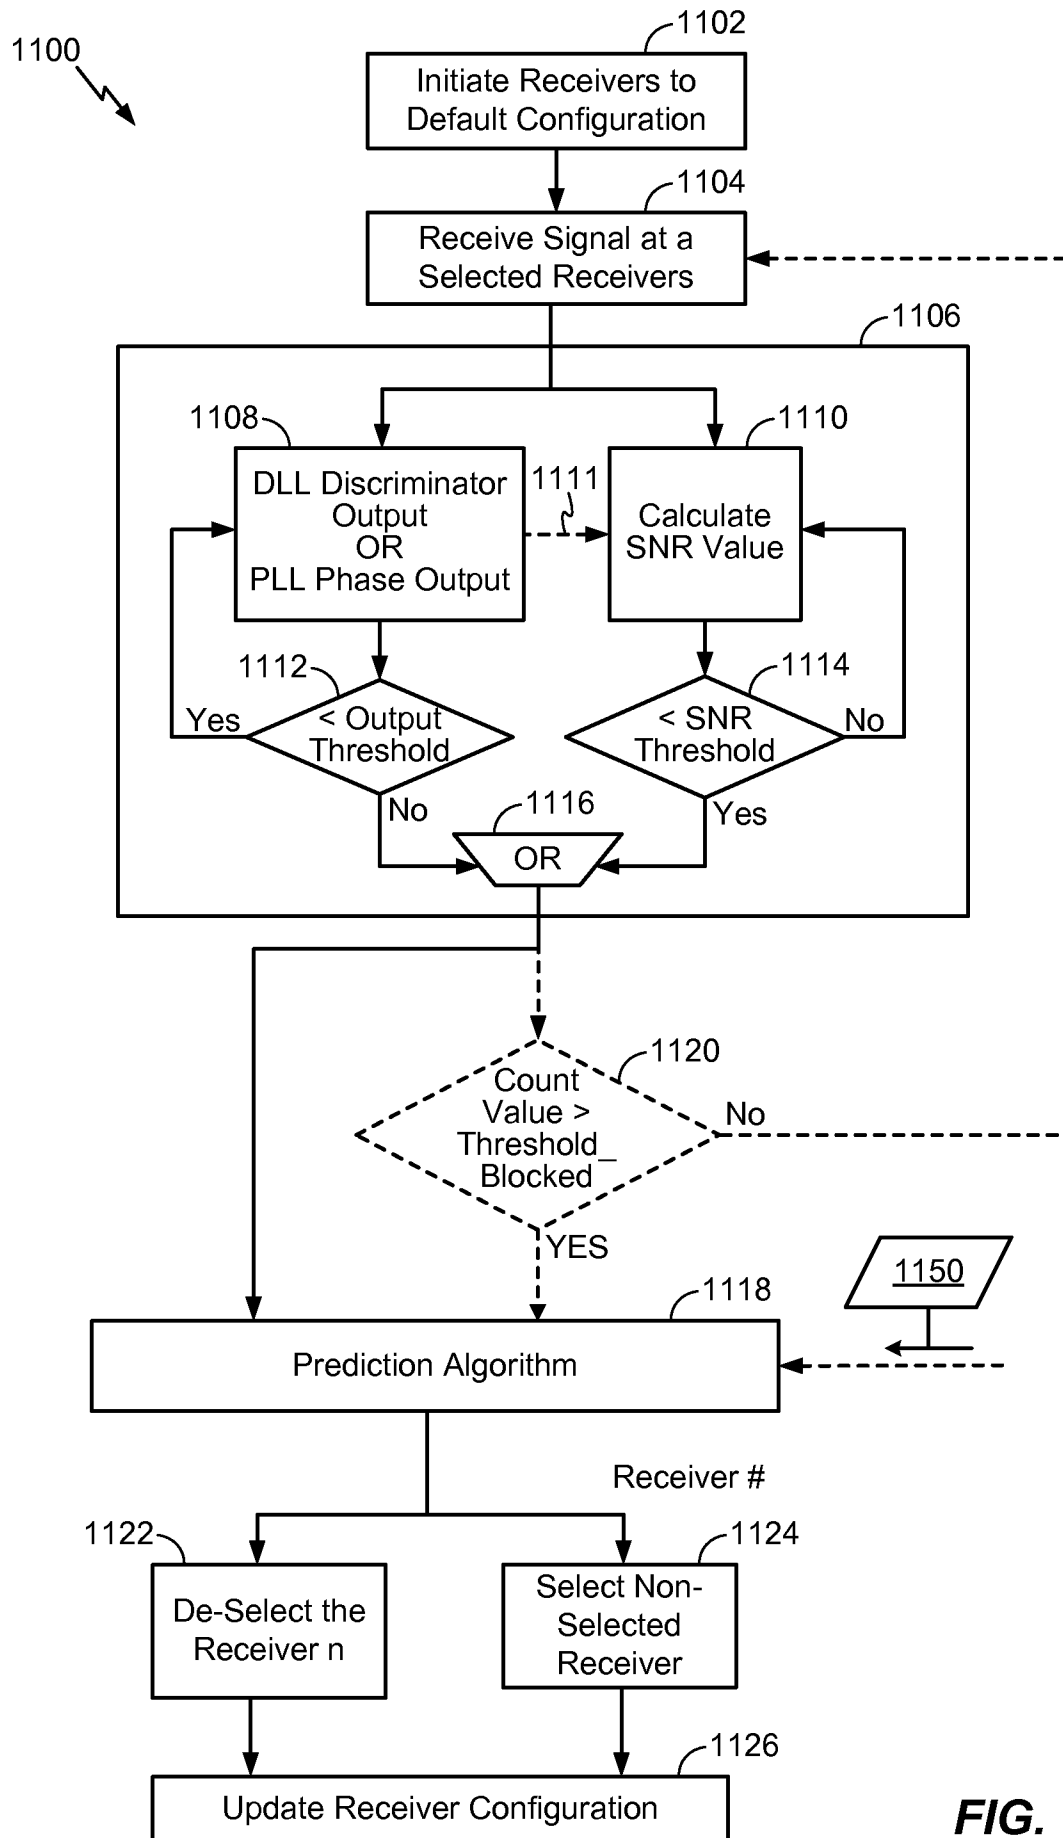 1100
1102
Initiate Receivers to
Default Configuration
1104
Receive Signal at a
Selected Receivers
1106
1108
DLL Discriminator
Output
OR
PLL Phase Output
1111
1110
Calculate
SNR Value
1112
< Output
Threshold
Yes
No
1114
< SNR
Threshold
No
Yes
1116
OR
1120
Count
Value >
Threshold_
Blocked
No
YES
1150
1118
Prediction Algorithm
Receiver #
1122
De-Select the
Receiver n
1124
Select Non-
Selected
Receiver
1126
Update Receiver Configuration
FIG.